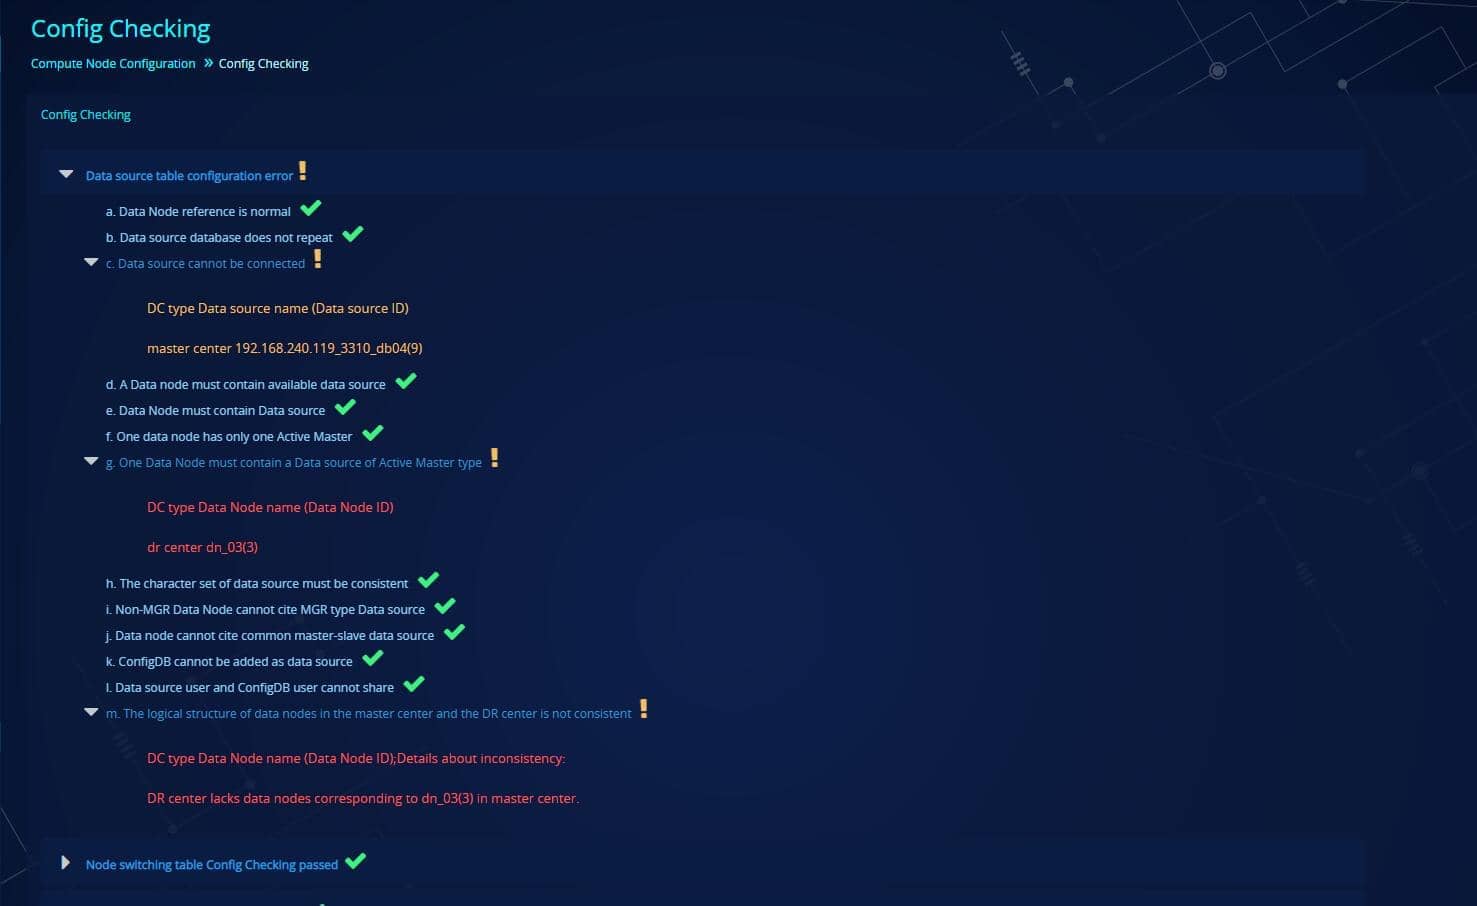 Config Checking
Compute Node Configuration » Config Checking
Config Checking
Data source table configuration error
a. Data Node reference is normal
b. Data source database does not repeat
c. Data source cannot be connected
DC type Data source name (Data source ID)
master center 192.168.240.119_3310_db04(9)
d. A Data node must contain available data source
e. Data Node must contain Data source
f. One data node has only one Active Master
g. One Data Node must contain a Data source of Active Master type
DC type Data Node name (Data Node ID)
dr center dn_03(3)
h. The character set of data source must be consistent
i. Non-MGR Data Node cannot cite MGR type Data source
j. Data node cannot cite common master-slave data source
k. ConfigDB cannot be added as data source
l. Data source user and ConfigDB user cannot share
m. The logical structure of data nodes in the master center and the DR center is not consistent
DC type Data Node name (Data Node ID);Details about inconsistency:
DR center lacks data nodes corresponding to dn_03(3) in master center.
Node switching table Config Checking passed